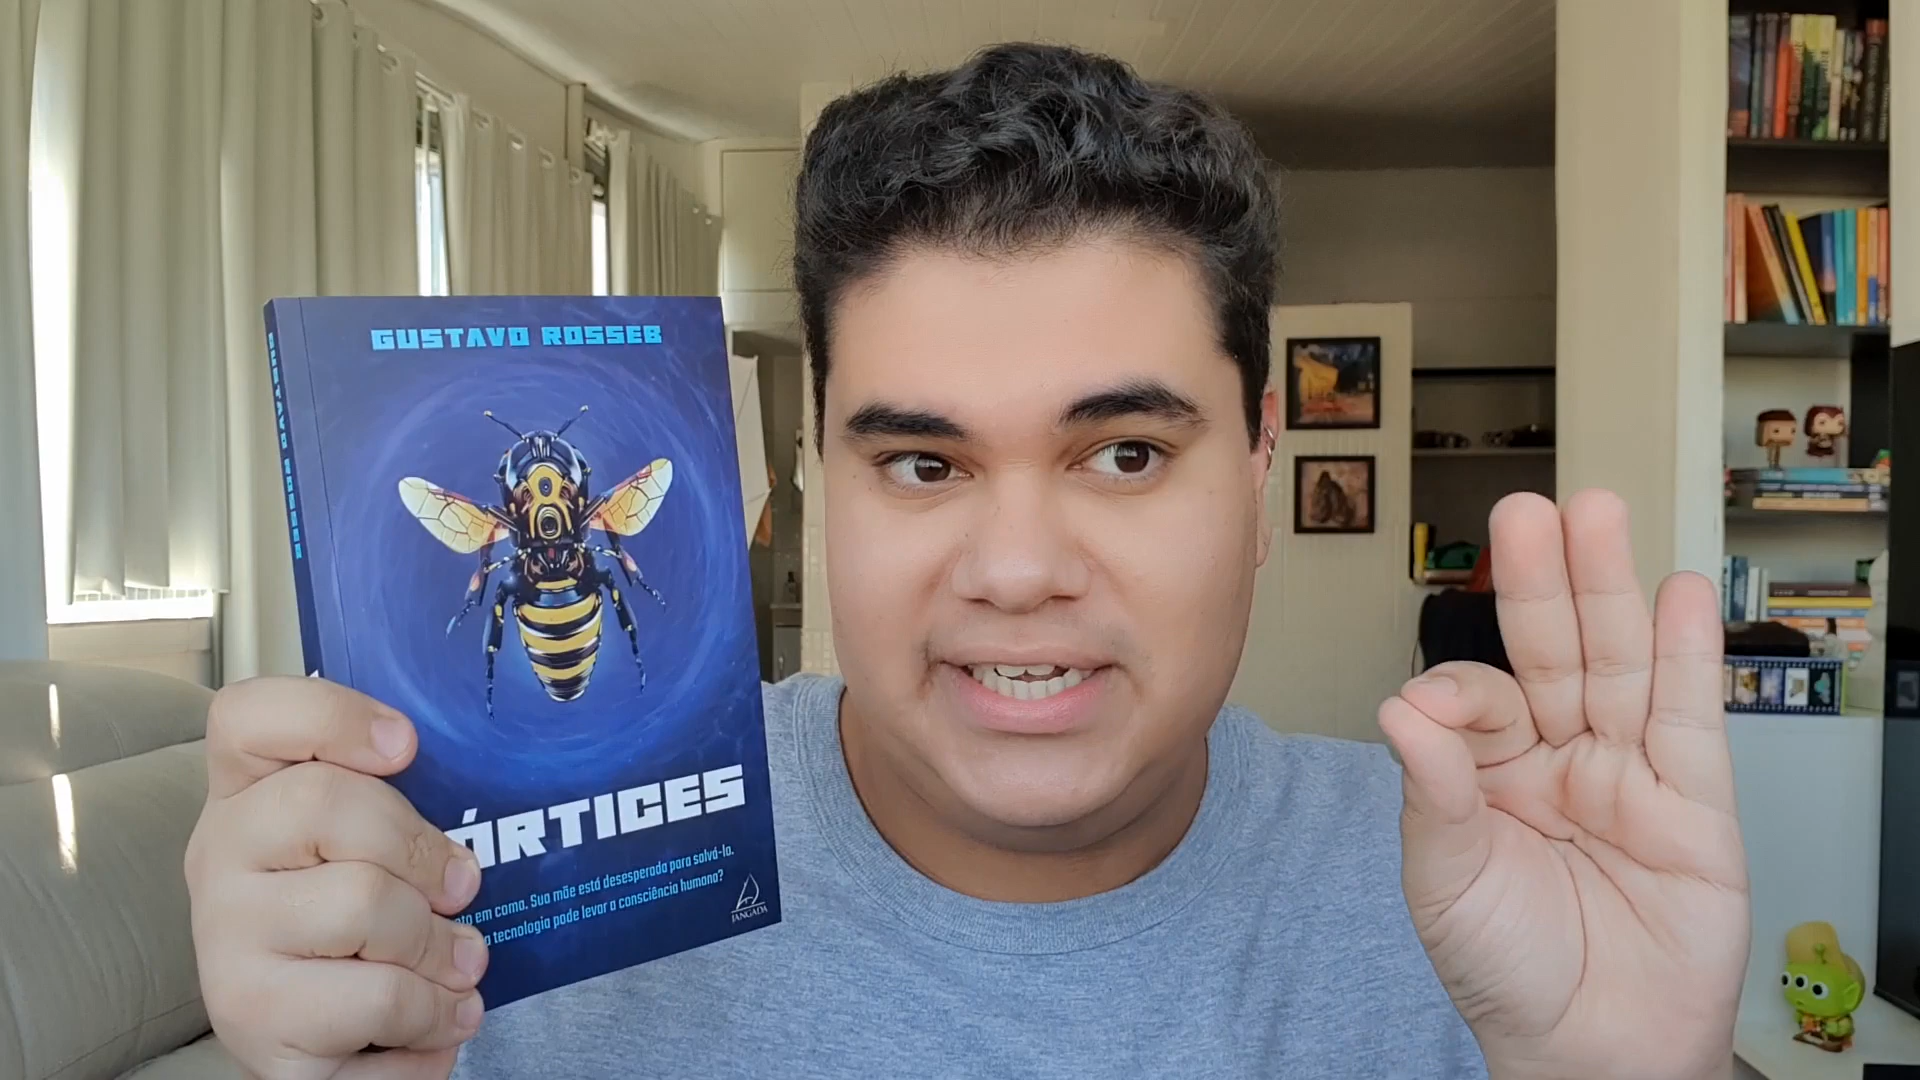 GUSTAVO ROSSEB
GUSTAVO ROSSEB
ÓRTICES
em coma. Sua mãe está desesperada para salvá-la.
a tecnologia pode levar a consciência humana?
JANGADA